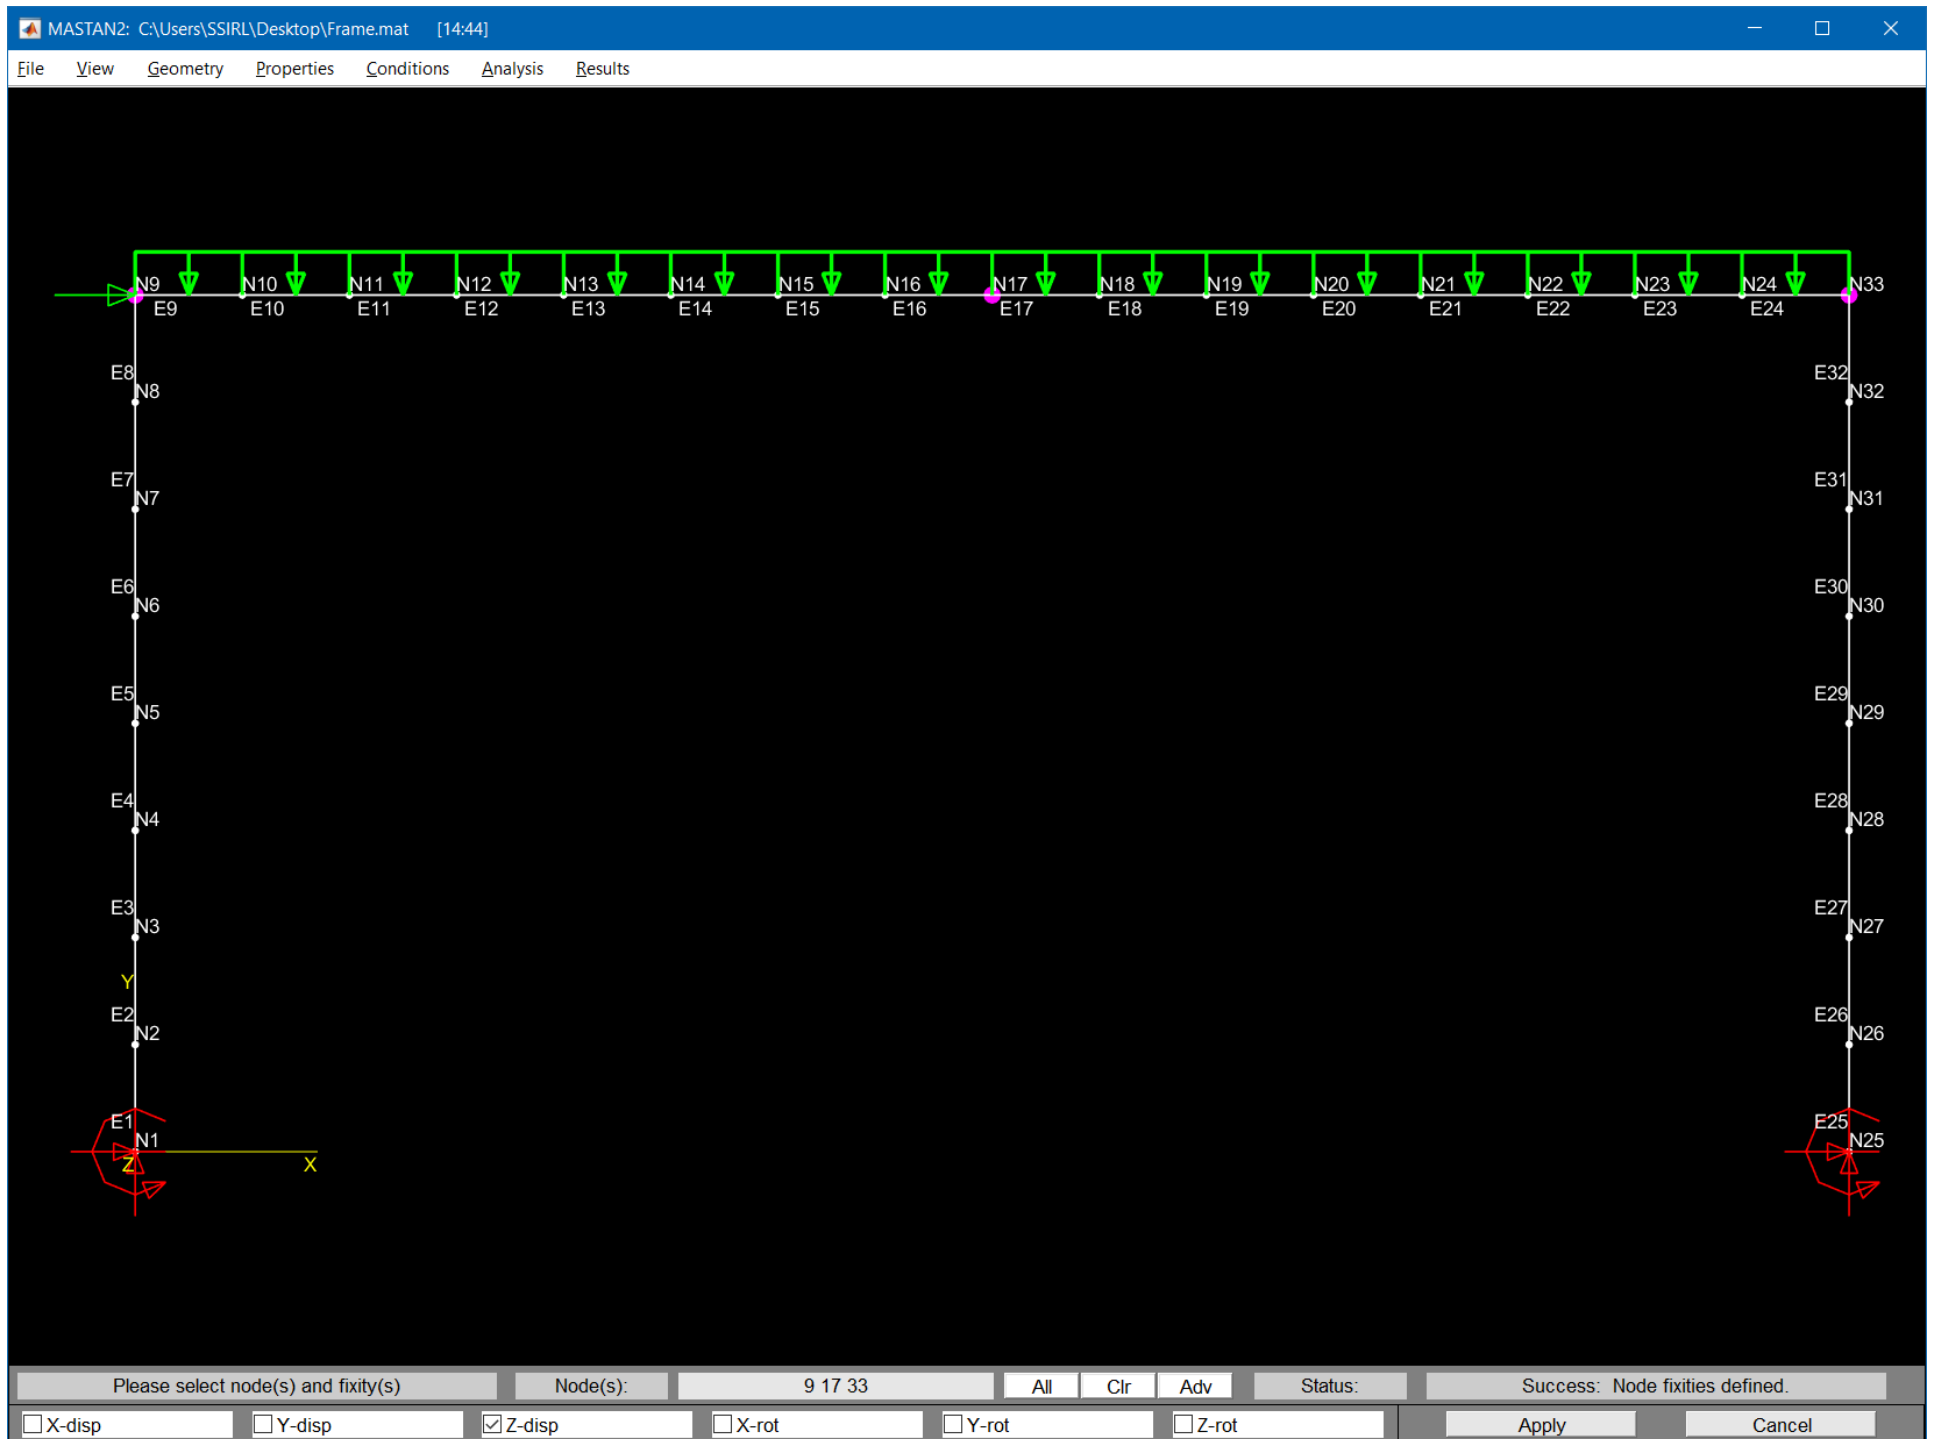 MASTAN2: C:\Users\SSIRL\Desktop\Frame.mat [14:44]
File View Geometry Properties Conditions Analysis Results
N9 N10 N11 N12 N13 N14 N15 N16 N17 N18 N19 N20 N21 N22 N23 N24 N33
E9 E10 E11 E12 E13 E14 E15 E16 E17 E18 E19 E20 E21 E22 E23 E24
E8 E32
N8 N32
E7 E31
N7 N31
E6 E30
N6 N30
E5 E29
N5 N29
E4 E28
N4 N28
E3 E27
N3 N27
Y
E2 E26
N2 N26
E1 E25
N1 N25
Z X
Please select node(s) and fixity(s) Node(s): 9 17 33 All Clr Adv Status: Success: Node fixities defined.
X-disp Y-disp Z-disp X-rot Y-rot Z-rot Apply Cancel